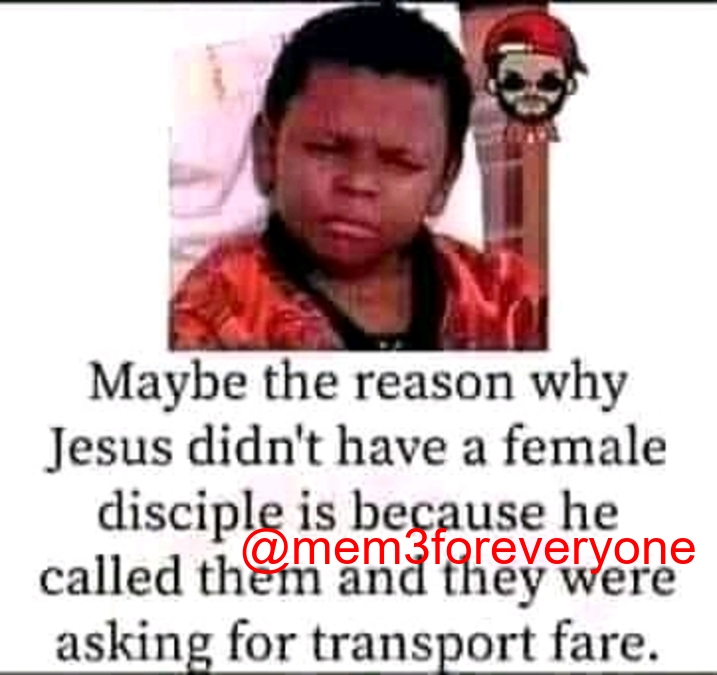 Maybe the reason why
Jesus didn't have a female
disciple is because he
@mem3foreveryone
called them and they were
asking for transport fare.